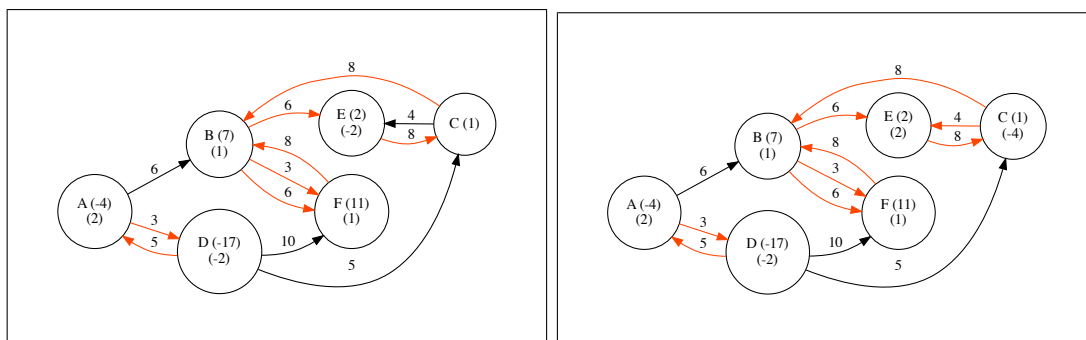 8
E (2)
(-2)
6
4
C (1)
B (7)
(1)
8
8
3
6
6
A (-4)
(2)
3
F (11)
(1)
5
D (-17)
(-2)
10
5
8
E (2)
(2)
6
4
C (1)
(-4)
B (7)
(1)
8
8
3
6
6
A (-4)
(2)
3
F (11)
(1)
5
D (-17)
(-2)
10
5